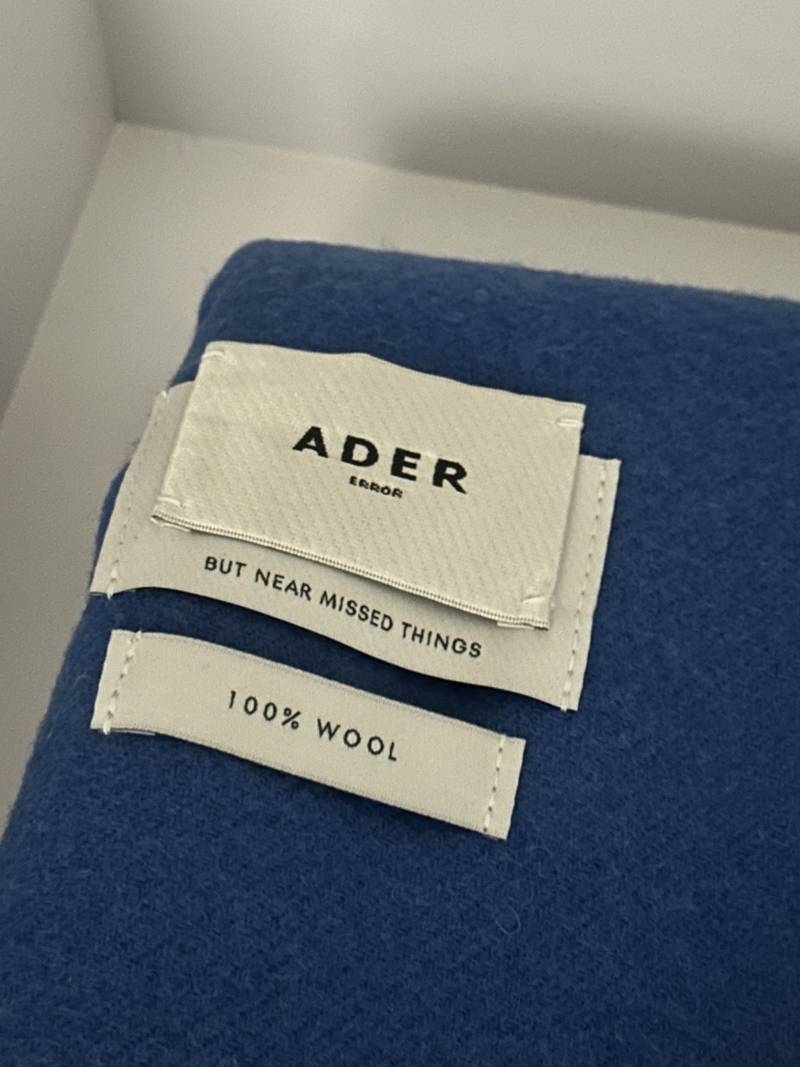 ADER
ERROR
BUT NEAR MISSED THINGS
100% WOOL